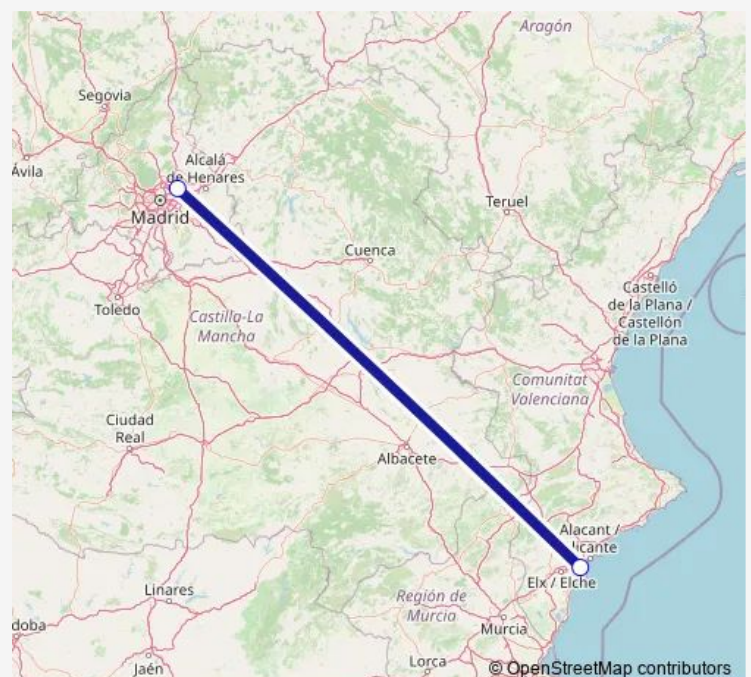 Aragón
Segovia
Ávila
Alcalá
de Henares
Madrid
Teruel
Cuenca
Toledo
Castilla-La
Mancha
Castelló
de la Plana /
Castellón
de la Plana
Comunitat
Valenciana
Ciudad
Real
Albacete
Alacant /
licante
Elx / Elche
Linares
Región de
Murcia
doba
Murcia
Jaén
Lorca
© OpenStreetMap contributors